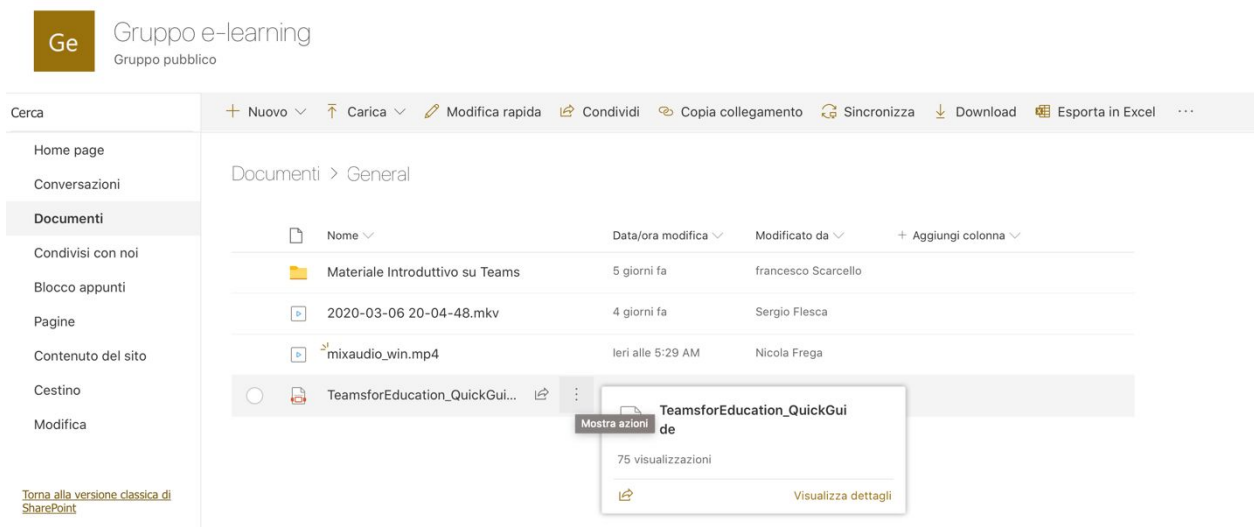 Ge
Gruppo e-learning
Gruppo pubblico
Cerca
Nuovo
Carica
Modifica rapida
Condividi
Copia collegamento
Sincronizza
Download
Esporta in Excel
···
Home page
Conversazioni
Documenti
Condivisi con noi
Blocco appunti
Pagine
Contenuto del sito
Cestino
Modifica
Torna alla versione classica di
SharePoint
Documenti > General
Nome
Data/ora modifica
Modificato da
+ Aggiungi colonna
Materiale Introduttivo su Teams
5 giorni fa
francesco Scarcello
2020-03-06 20-04-48.mkv
4 giorni fa
Sergio Flesca
mixaudio_win.mp4
Ieri alle 5:29 AM
Nicola Frega
TeamsforEducation_QuickGui...
Mostra azioni
TeamsforEducation_QuickGui
de
75 visualizzazioni
Visualizza dettagli